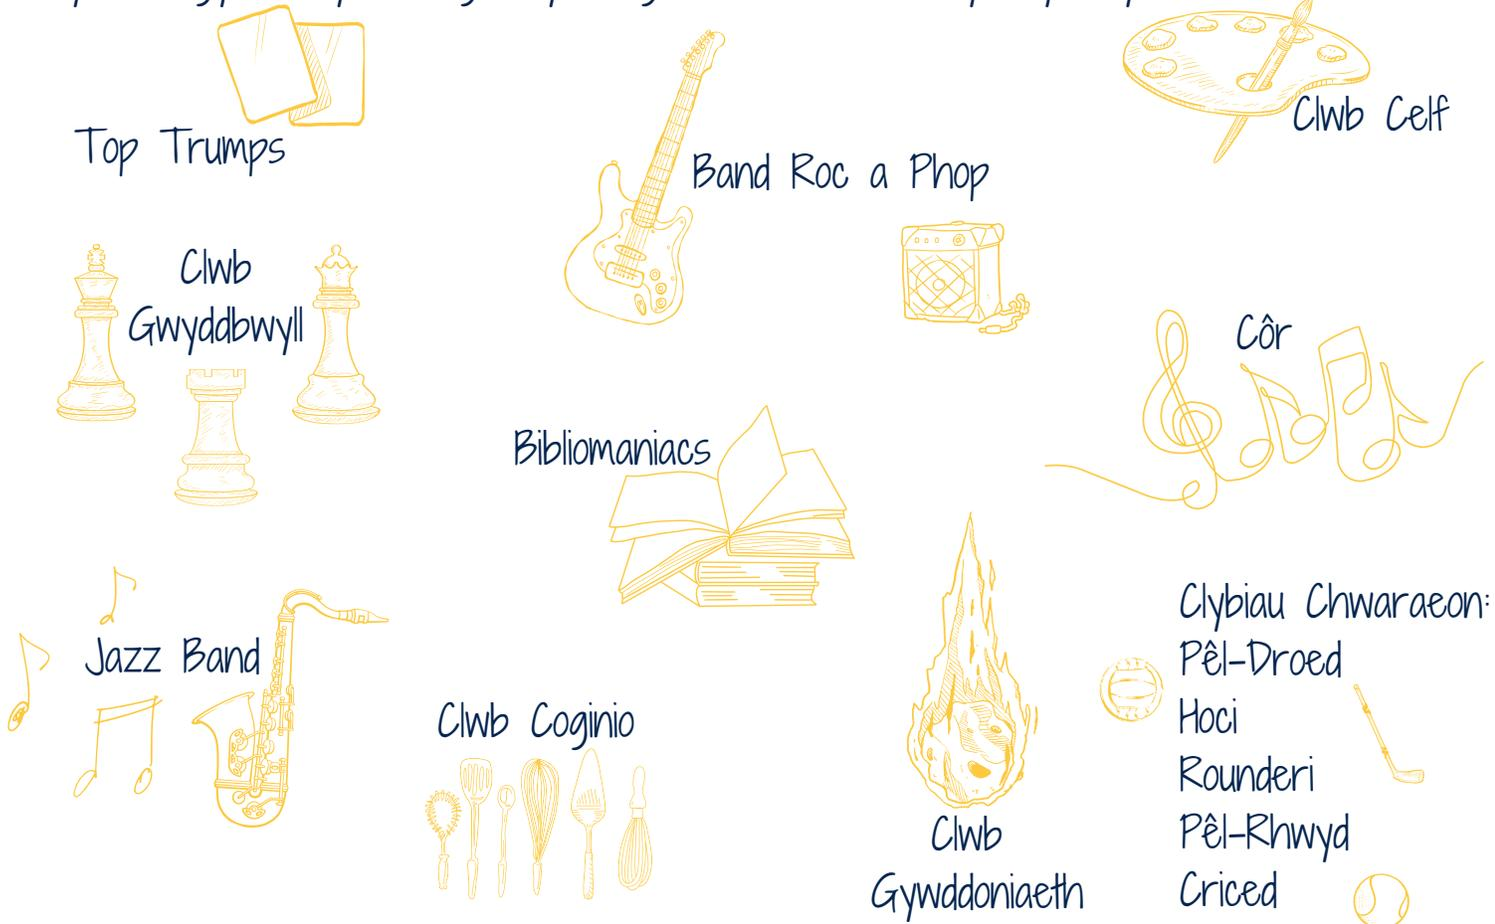 Top Trumps
Band Roc a Phop
Clwb Celf
Clwb
Gwyddbwyll
Côr
Bibliomaniacs
Jazz Band
Clwb Coginio
Clwb
Gywddoniaeth
Clybiau Chwaraeon:
Pêl-Droed
Hoci
Rounderi
Pêl-Rhwyd
Criced